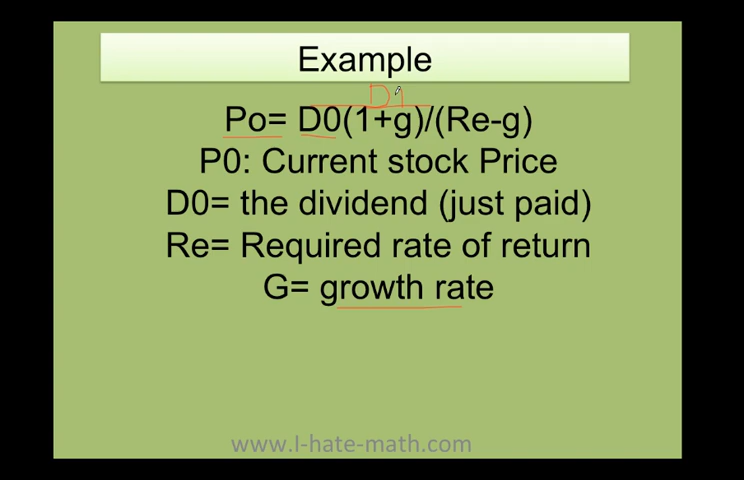 Example
D1
Po= D0(1+g)/(Re-g)
P0: Current stock Price
D0= the dividend (just paid)
Re= Required rate of return
G= growth rate
www.I-hate-math.com